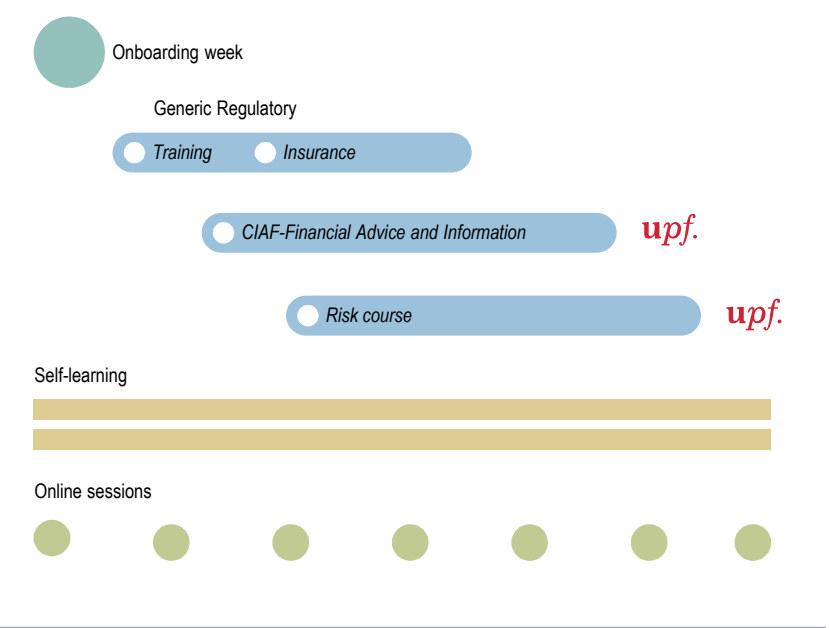 Onboarding week
Generic Regulatory
Training Insurance
CIAF-Financial Advice and Information upf.
Risk course upf.
Self-learning
Online sessions